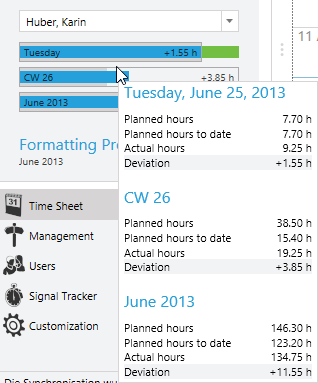 Huber, Karin
11
Tuesday +1.55 h
CW 26 +3.85 h
June 2013
Formatting Pr
June 2013
Time Sheet
Management
Users
Signal Tracker
Customization
Die Synchronisation wu
Tuesday, June 25, 2013
Planned hours 7.70 h
Planned hours to date 7.70 h
Actual hours 9.25 h
Deviation +1.55 h
CW 26
Planned hours 38.50 h
Planned hours to date 15.40 h
Actual hours 19.25 h
Deviation +3.85 h
June 2013
Planned hours 146.30 h
Planned hours to date 123.20 h
Actual hours 134.75 h
Deviation +11.55 h